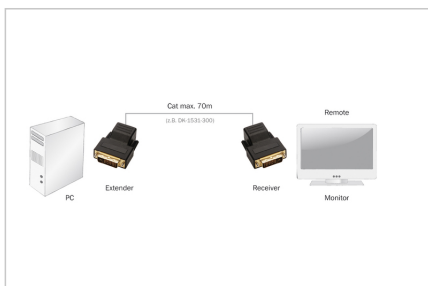 Cat max. 70m
(z.B. DK-1531-300)
Remote
Extender
Receiver
PC
Monitor